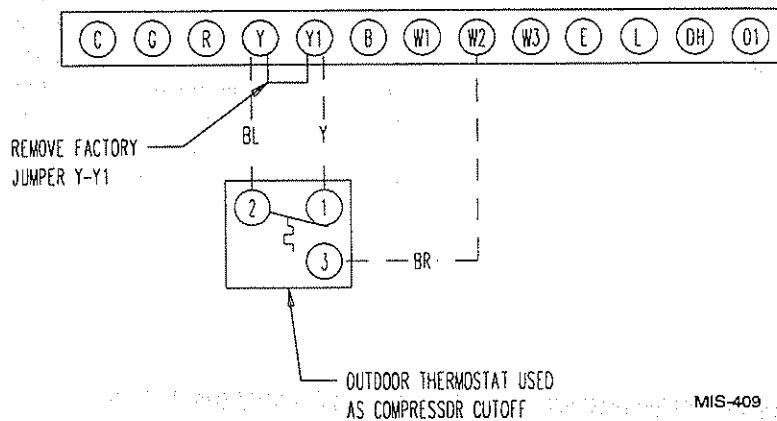 C G R Y Y1 B W1 W2 W3 E L DH O1
BL Y
REMOVE FACTORY
JUMPER Y-Y1
2 1
3 BR
OUTDOOR THERMOSTAT USED
AS COMPRESSOR CUTOFF
MIS-409